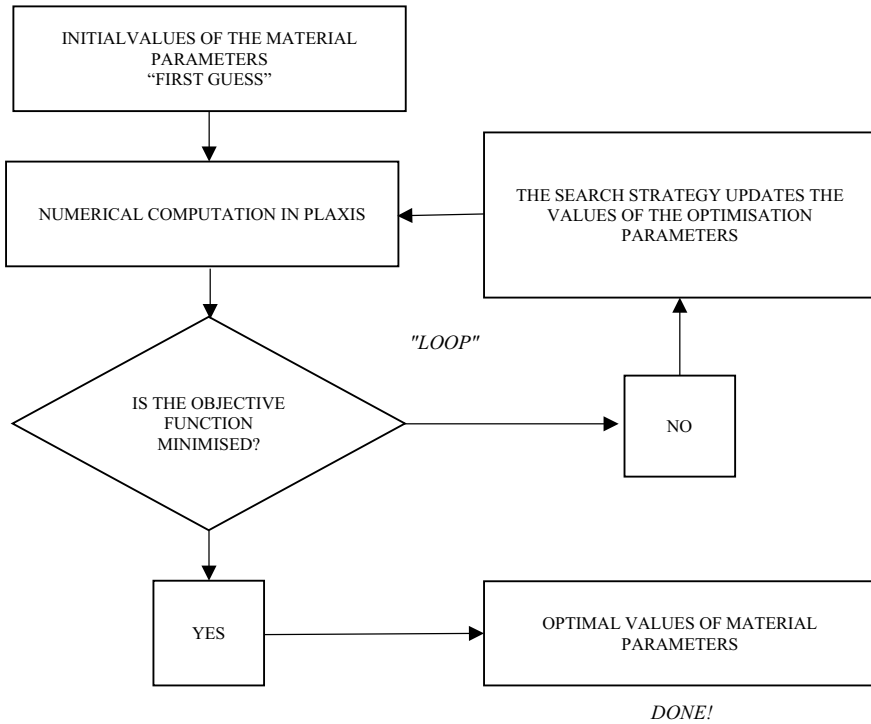 INITIALVALUES OF THE MATERIAL
PARAMETERS
“FIRST GUESS”
NUMERICAL COMPUTATION IN PLAXIS
THE SEARCH STRATEGY UPDATES THE
VALUES OF THE OPTIMISATION
PARAMETERS
"LOOP"
IS THE OBJECTIVE
FUNCTION
MINIMISED?
NO
YES
OPTIMAL VALUES OF MATERIAL
PARAMETERS
DONE!